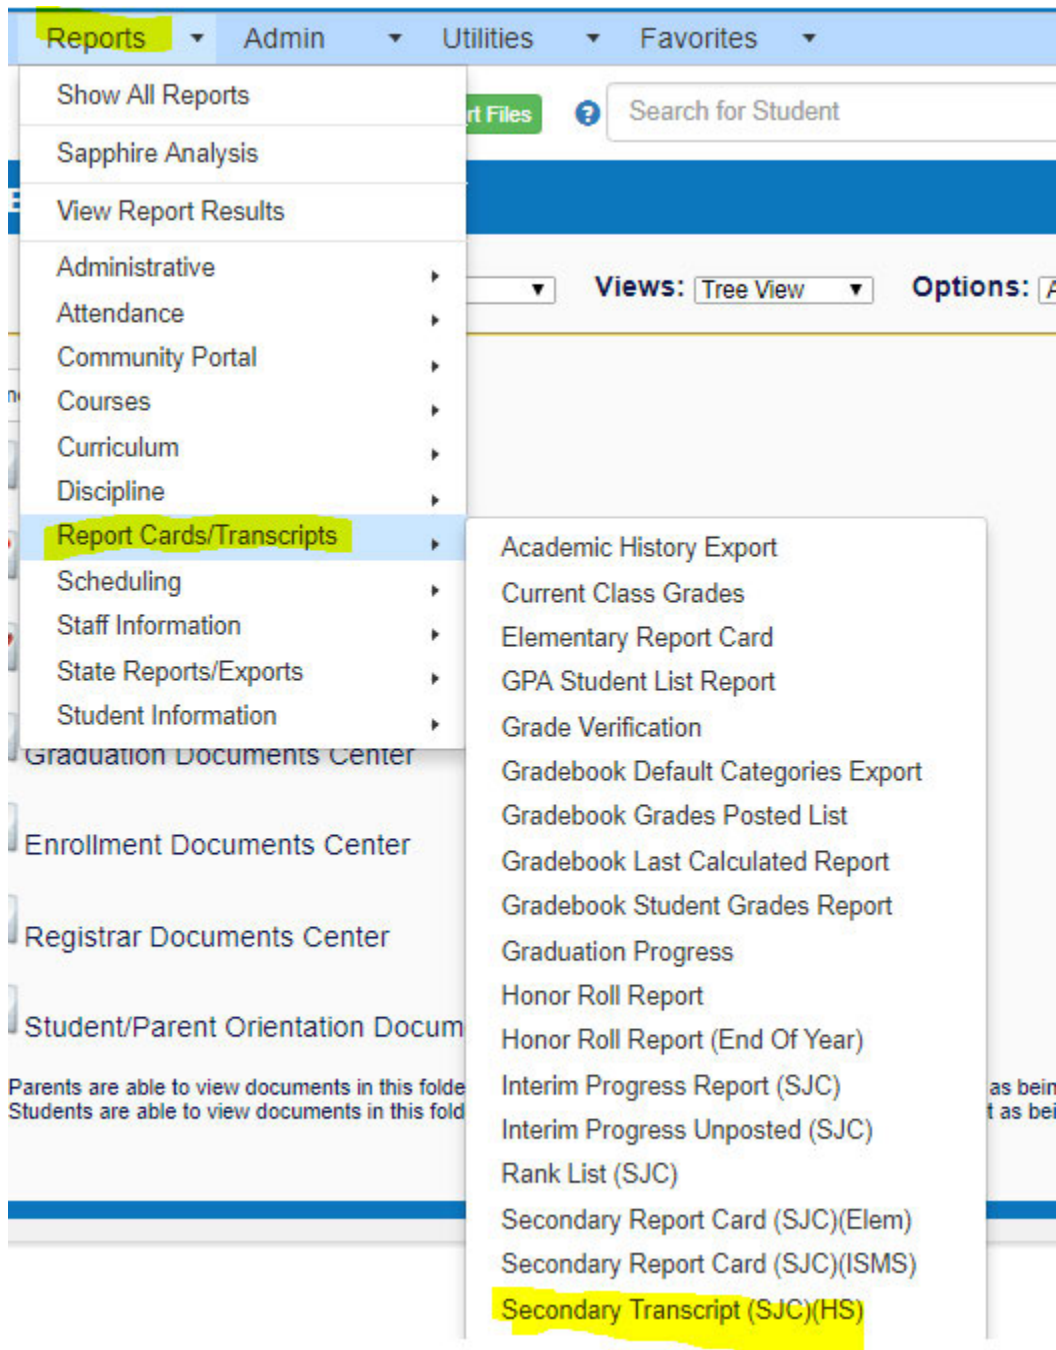 Reports Admin Utilities Favorites
Show All Reports
rt Files Search for Student
Sapphire Analysis
View Report Results
Administrative
Views: Tree View Options: A
Attendance
Community Portal
Courses
Curriculum
Discipline
Report Cards/Transcripts
Scheduling
Staff Information
State Reports/Exports
Student Information
Academic History Export
Current Class Grades
Elementary Report Card
GPA Student List Report
Grade Verification
Gradebook Default Categories Export
Gradebook Grades Posted List
Gradebook Last Calculated Report
Gradebook Student Grades Report
Graduation Progress
Honor Roll Report
Honor Roll Report (End Of Year)
Interim Progress Report (SJC)
Interim Progress Unposted (SJC)
Rank List (SJC)
Secondary Report Card (SJC)(Elem)
Secondary Report Card (SJC)(ISMS)
Secondary Transcript (SJC)(HS)
Graduation Documents Center
Enrollment Documents Center
Registrar Documents Center
Student/Parent Orientation Docum
Parents are able to view documents in this folde as bein
Students are able to view documents in this fold t as bei